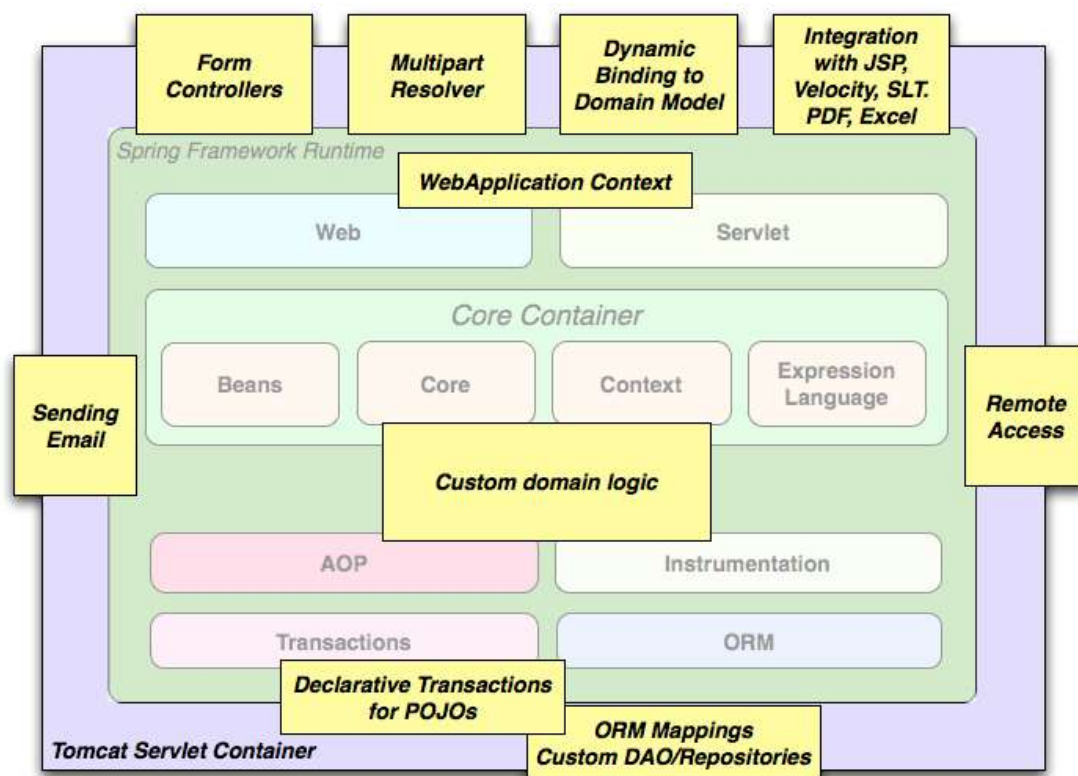 Form
Controllers
Multipart
Resolver
Dynamic
Binding to
Domain Model
Integration
with JSP,
Velocity, SLT.
PDF, Excel
Spring Framework Runtime
WebApplication Context
Web
Servlet
Core Container
Beans
Core
Context
Expression
Language
Sending
Email
Remote
Access
Custom domain logic
AOP
Instrumentation
Transactions
ORM
Declarative Transactions
for POJOs
ORM Mappings
Custom DAO/Repositories
Tomcat Servlet Container